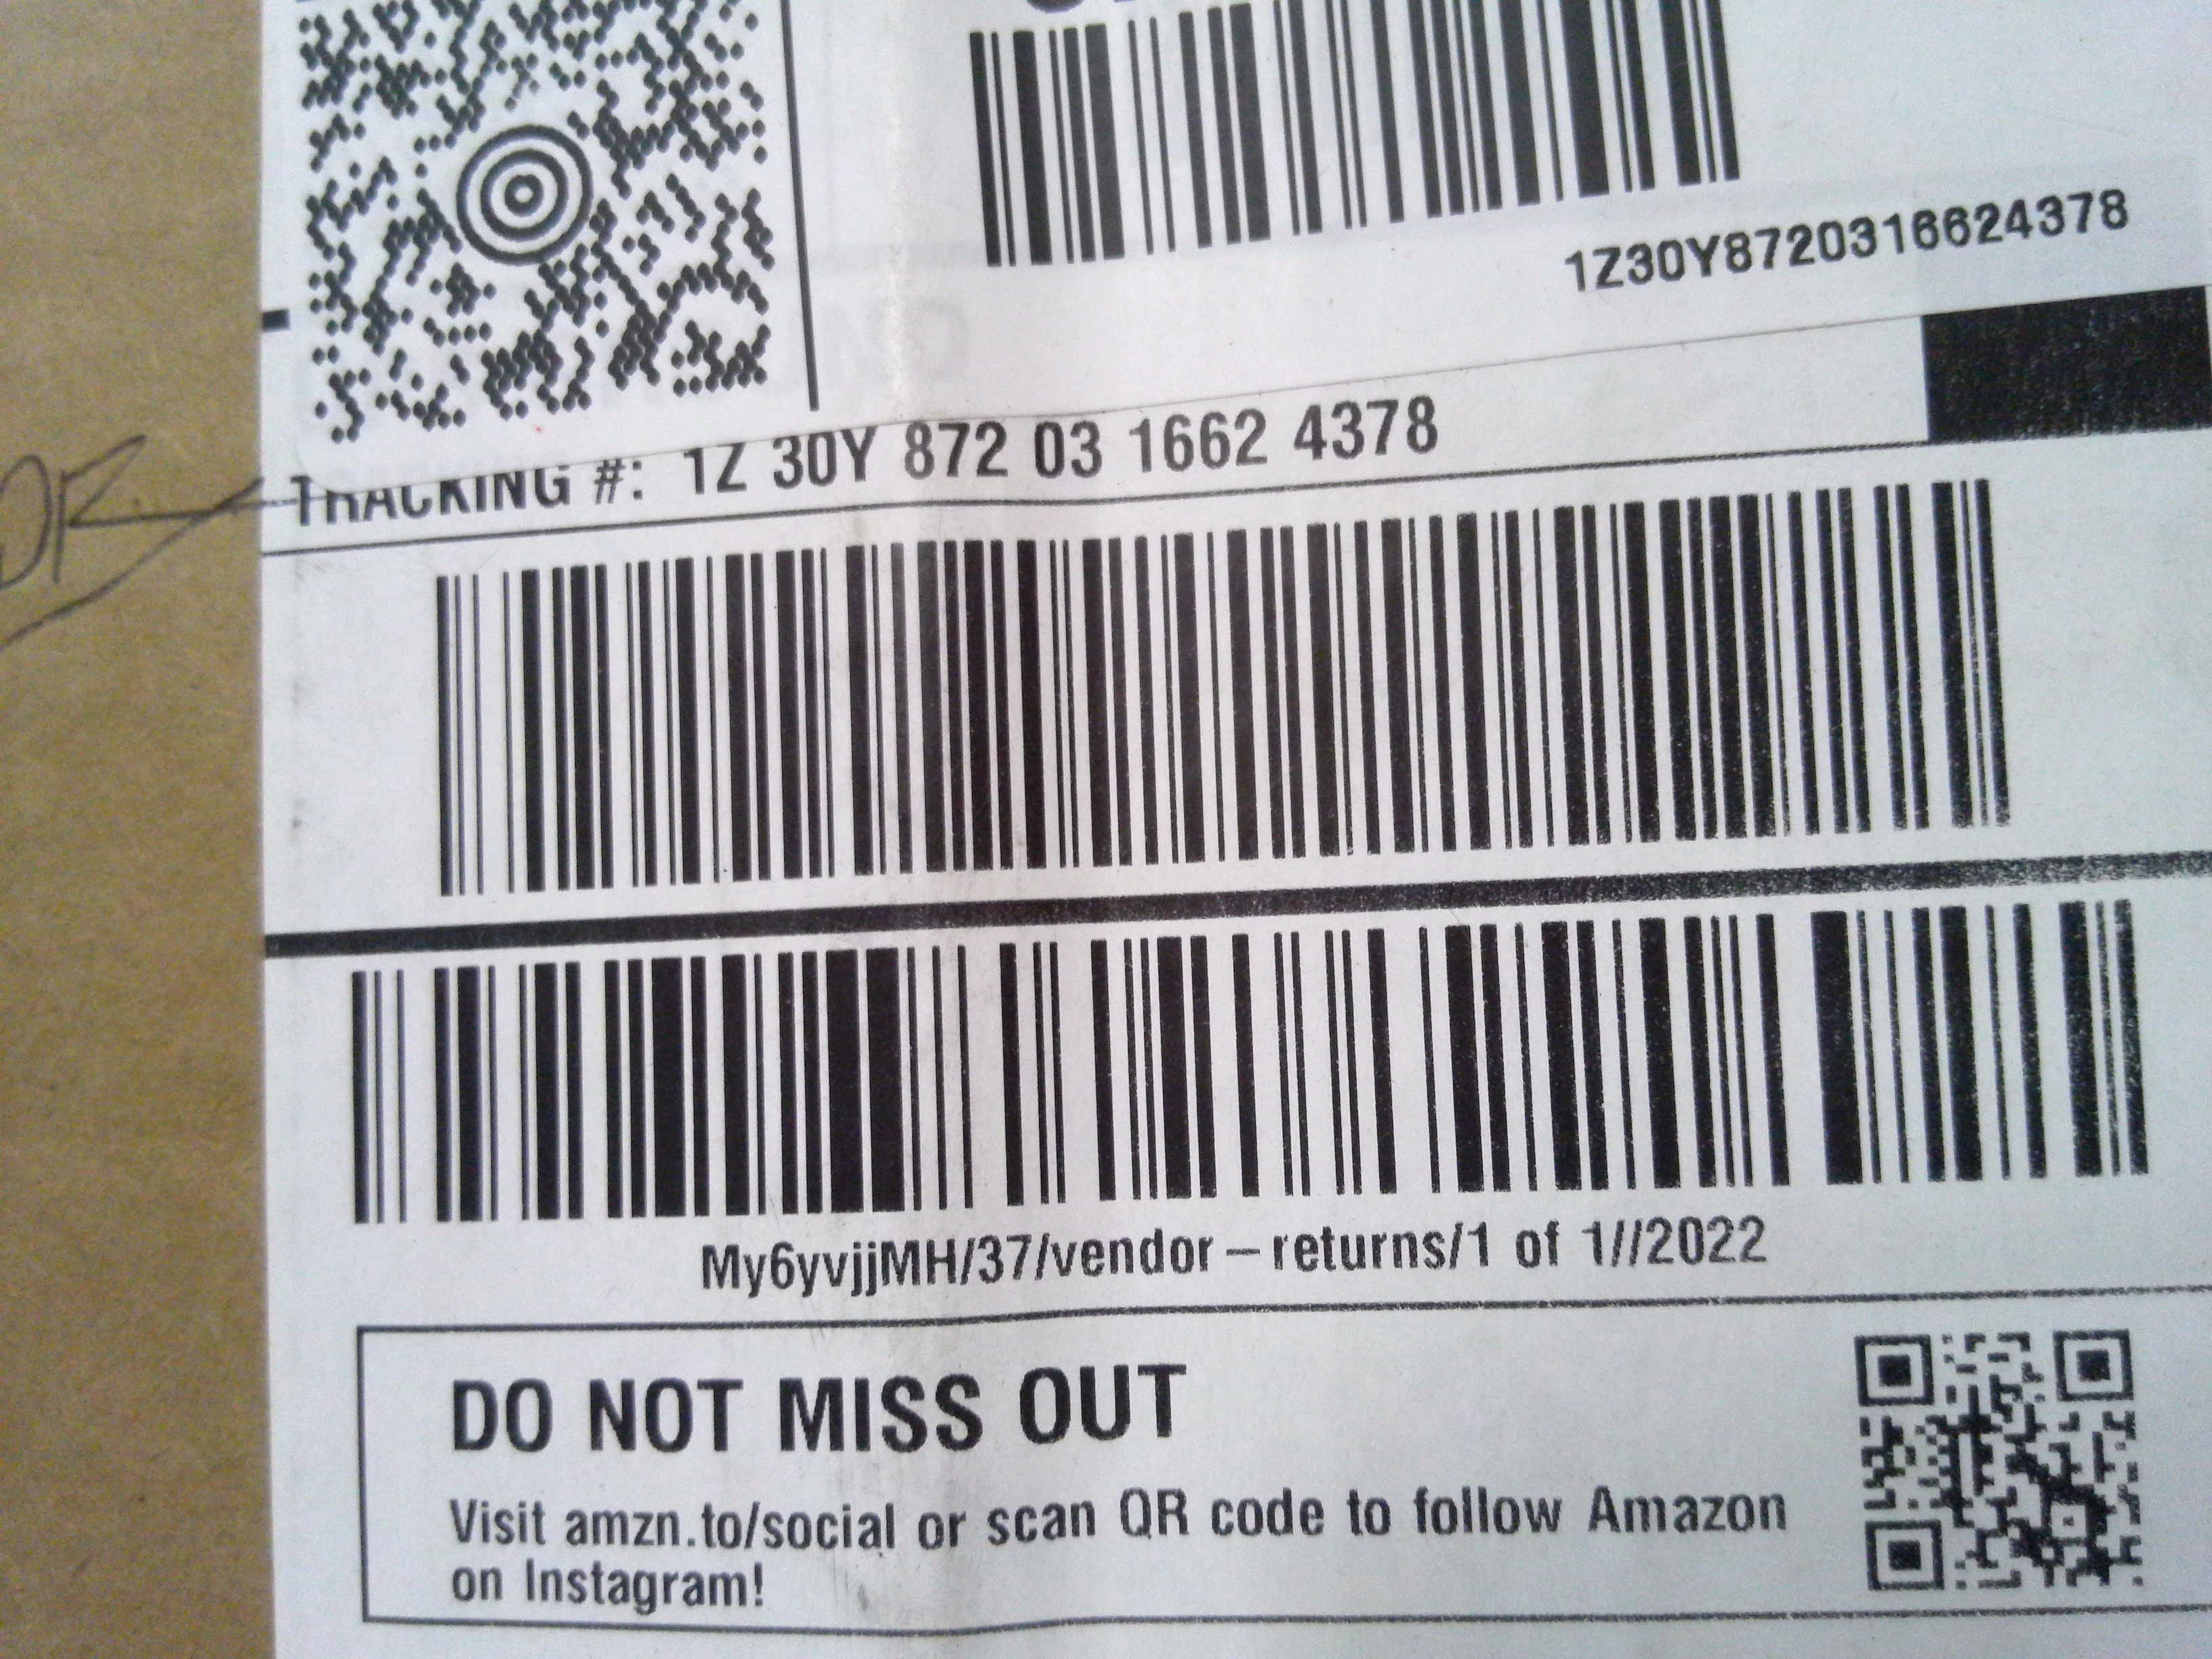 1Z30Y8720316624378
TRACKING #: 1Z 30Y 872 03 1662 4378
My6yvjjMH/37/vendor-returns/1 of 1//2022
DO NOT MISS OUT
Visit amzn.to/social or scan QR code to follow Amazon
on Instagram!